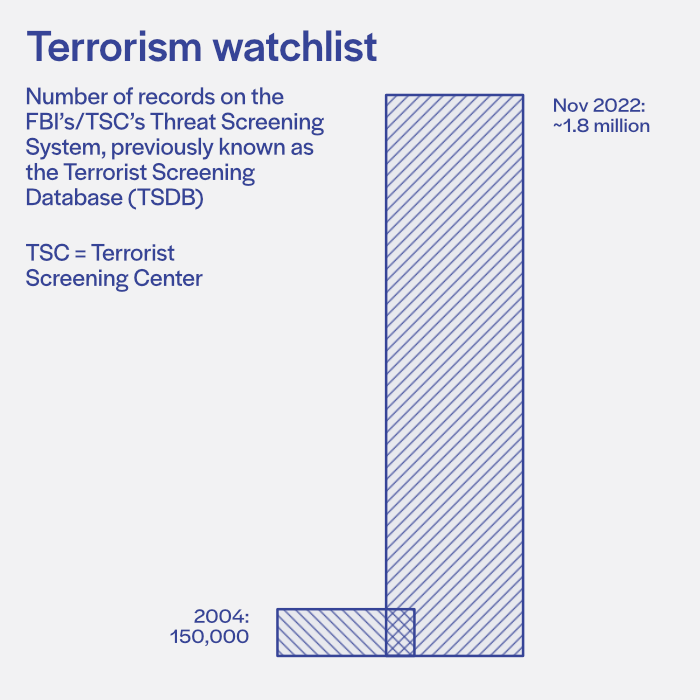 Terrorism watchlist
Number of records on the
FBI’s/TSC’s Threat Screening
System, previously known as
the Terrorist Screening
Database (TSDB)
TSC = Terrorist
Screening Center
Nov 2022:
~1.8 million
2004:
150,000